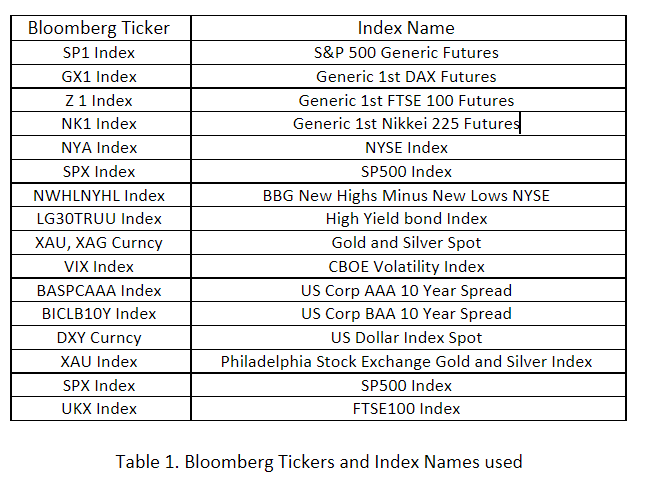 Bloomberg Ticker Index Name
SP1 Index S&P 500 Generic Futures
GX1 Index Generic 1st DAX Futures
Z 1 Index Generic 1st FTSE 100 Futures
NK1 Index Generic 1st Nikkei 225 Futures
NYA Index NYSE Index
SPX Index SP500 Index
NWHLNYHL Index BBG New Highs Minus New Lows NYSE
LG30TRUU Index High Yield bond Index
XAU, XAG Curncy Gold and Silver Spot
VIX Index CBOE Volatility Index
BASPCAAA Index US Corp AAA 10 Year Spread
BICLB10Y Index US Corp BAA 10 Year Spread
DXY Curncy US Dollar Index Spot
XAU Index Philadelphia Stock Exchange Gold and Silver Index
SPX Index SP500 Index
UKX Index FTSE100 Index
Table 1. Bloomberg Tickers and Index Names used